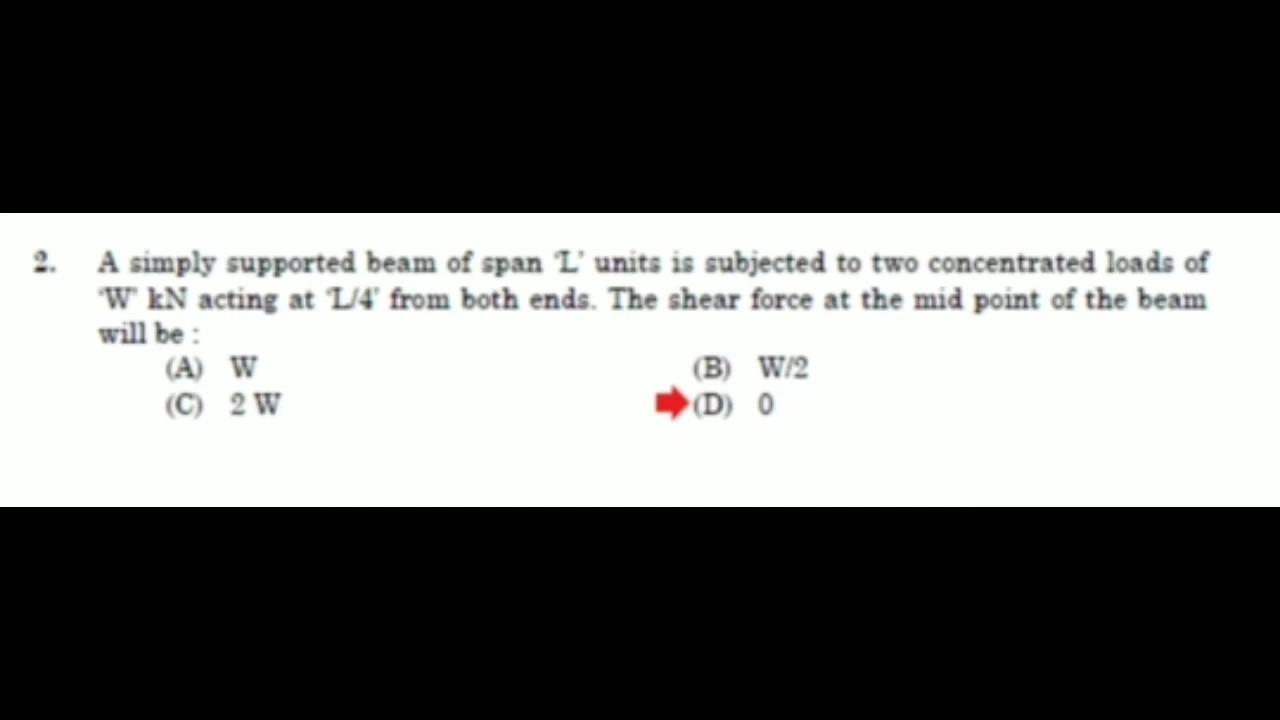 2. A simply supported beam of span 'L' units is subjected to two concentrated loads of
'W' kN acting at 'L/4' from both ends. The shear force at the mid point of the beam
will be :
(A) W (B) W/2
(C) 2 W (D) 0